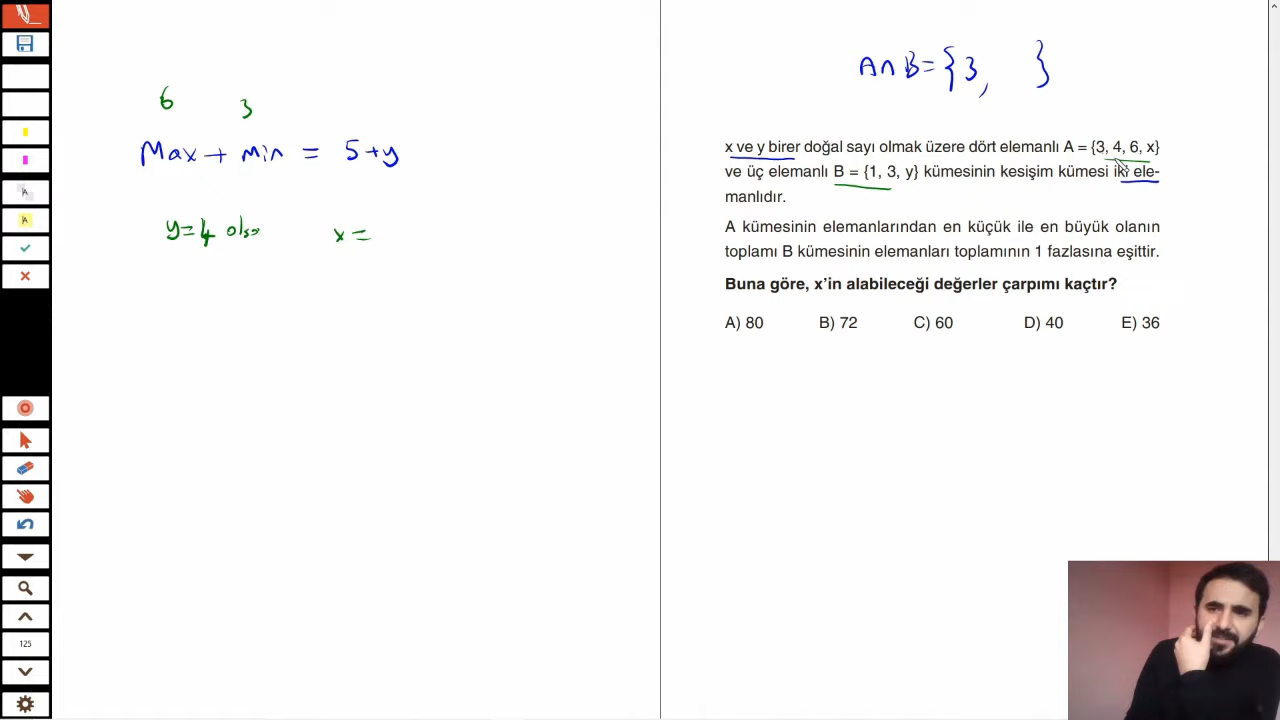 6 3
Max + min = 5+y
y=4 olsa x =
A∩B={3, }
x ve y birer doğal sayı olmak üzere dört elemanlı A = {3, 4, 6, x}
ve üç elemanlı B = {1, 3, y} kümesinin kesişim kümesi iki ele-
manlıdır.
A kümesinin elemanlarından en küçük ile en büyük olanın
toplamı B kümesinin elemanları toplamının 1 fazlasına eşittir.
Buna göre, x'in alabileceği değerler çarpımı kaçtır?
A) 80 B) 72 C) 60 D) 40 E) 36
A
A
125